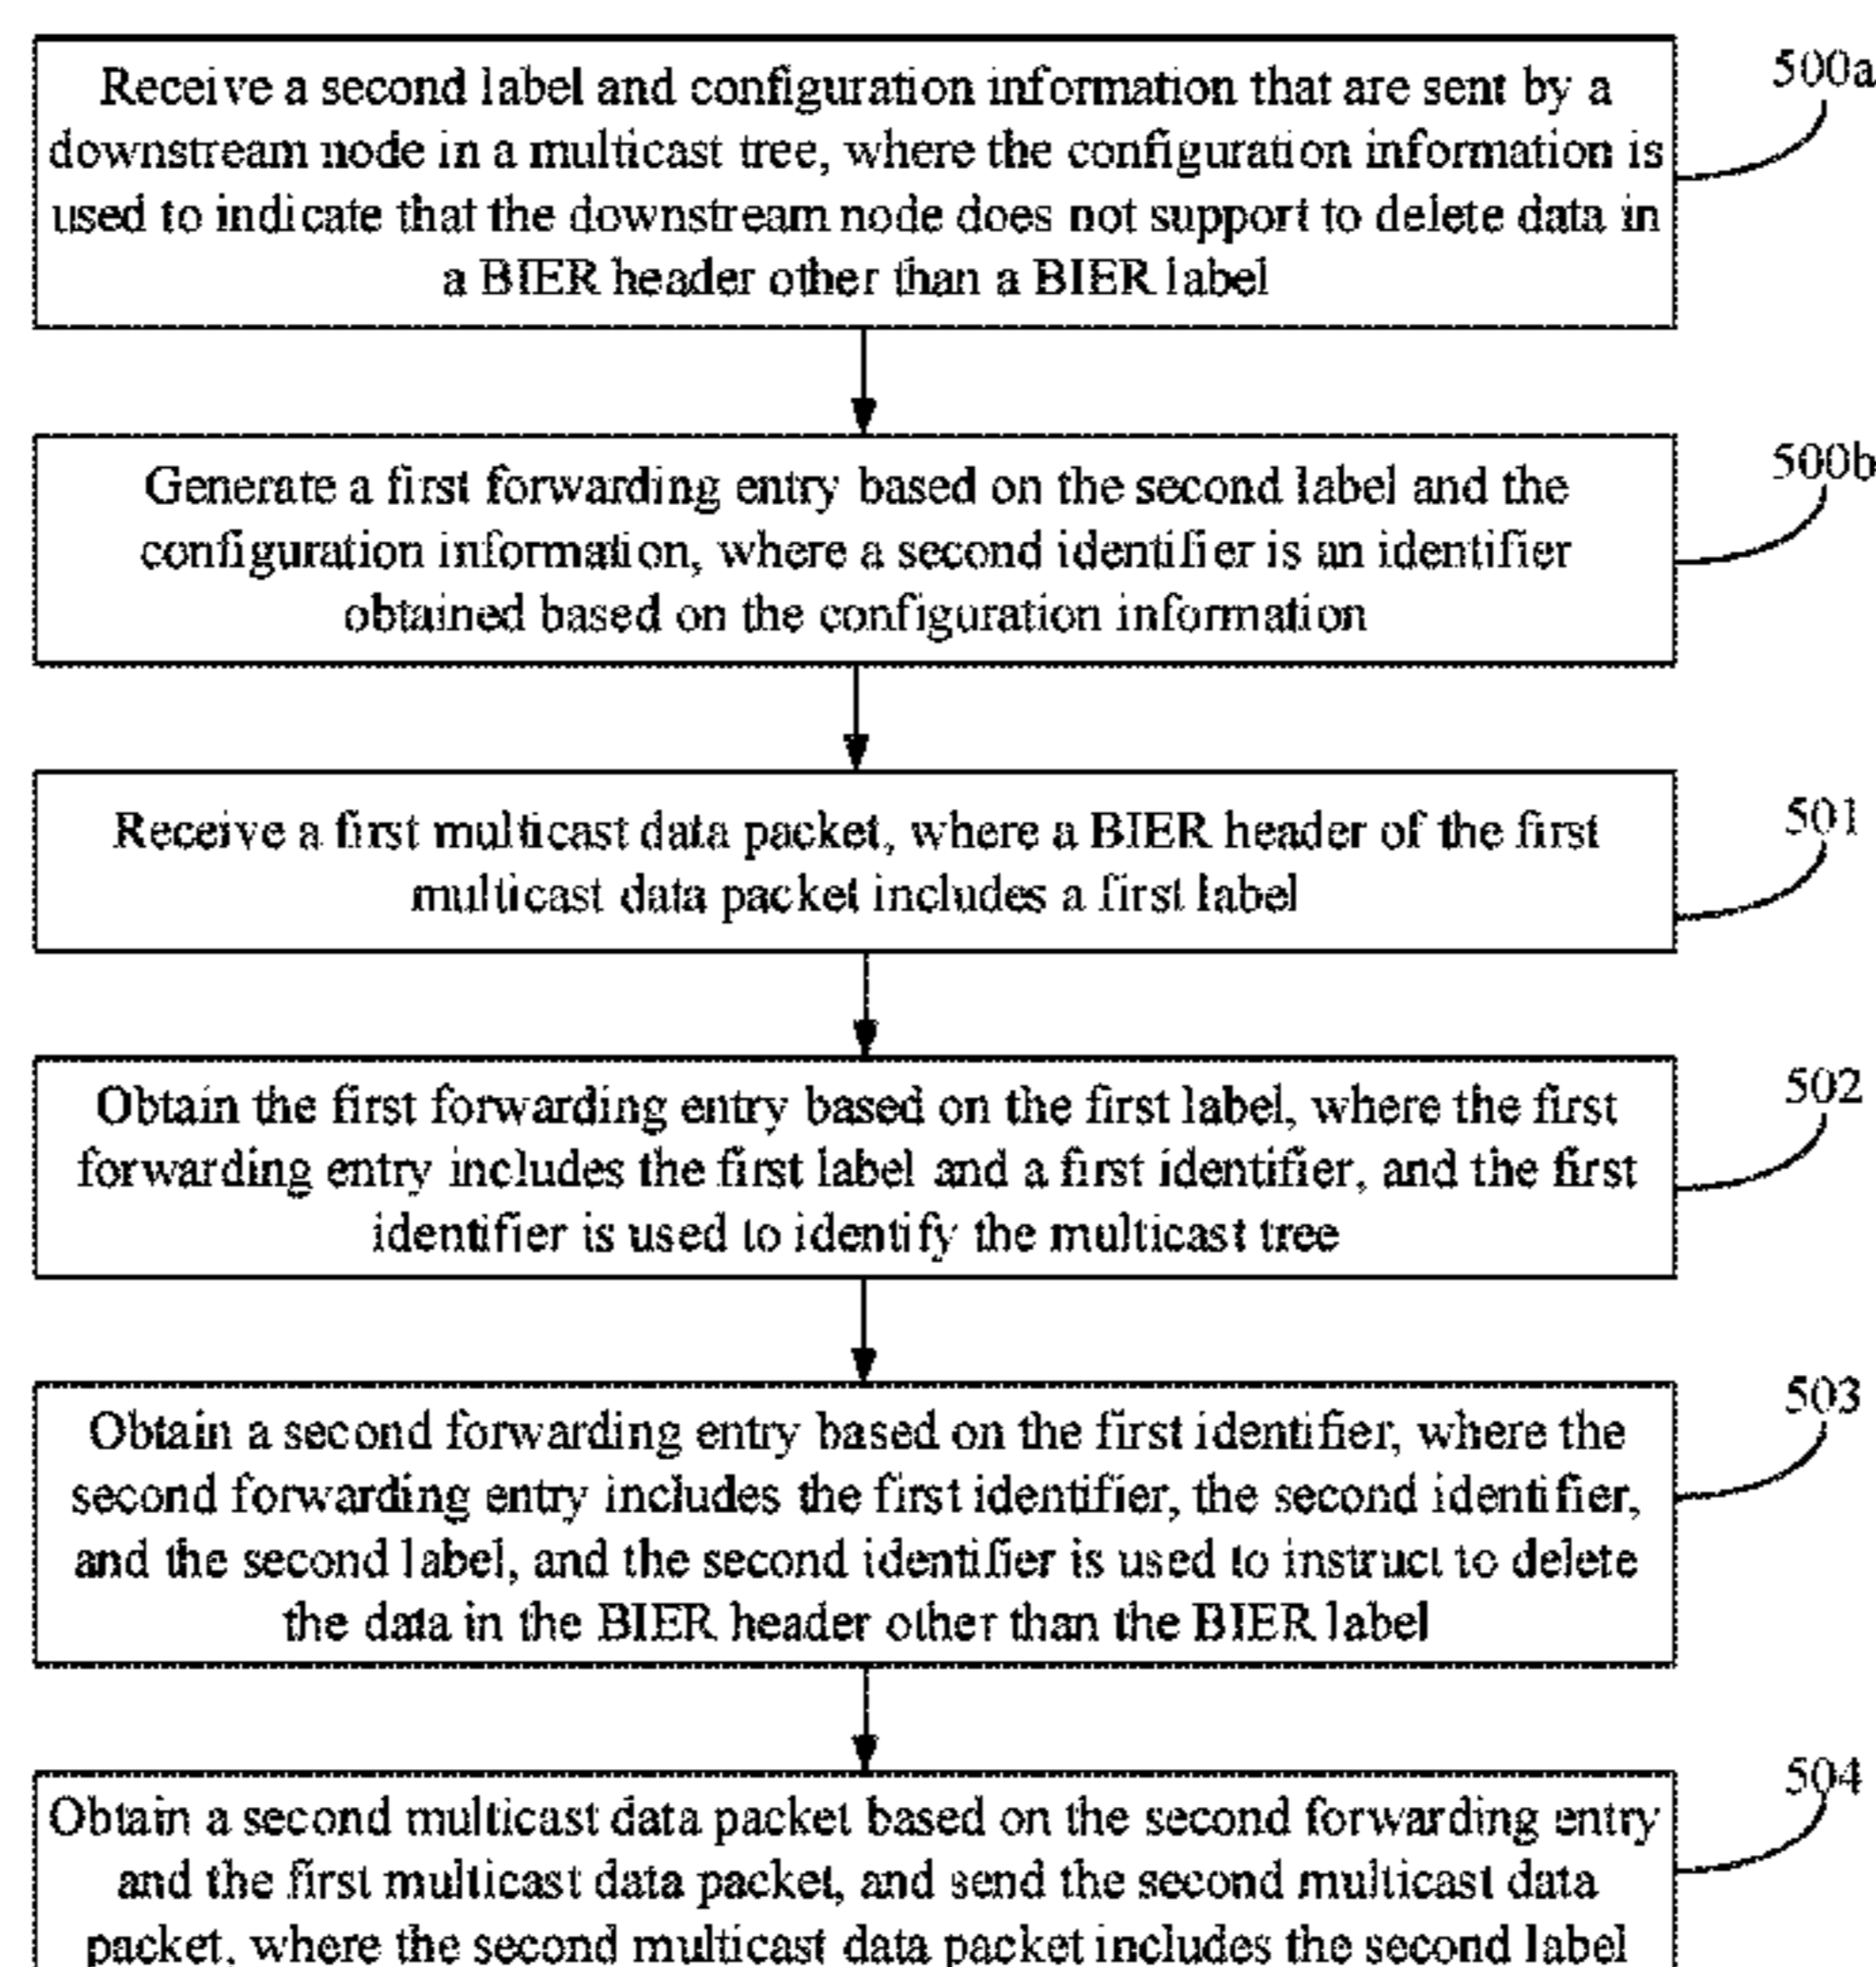 Receive a second label and configuration information that are sent by a
downstream node in a multicast tree, where the configuration information is
used to indicate that the downstream node does not support to delete data in
a BIER header other than a BIER label
500a
Generate a first forwarding entry based on the second label and the
configuration information, where a second identifier is an identifier
obtained based on the configuration information
500b
Receive a first multicast data packet, where a BIER header of the first
multicast data packet includes a first label
501
Obtain the first forwarding entry based on the first label, where the first
forwarding entry includes the first label and a first identifier, and the first
identifier is used to identify the multicast tree
502
Obtain a second forwarding entry based on the first identifier, where the
second forwarding entry includes the first identifier, the second identifier,
and the second label, and the second identifier is used to instruct to delete
the data in the BIER header other than the BIER label
503
Obtain a second multicast data packet based on the second forwarding entry
and the first multicast data packet, and send the second multicast data
packet, where the second multicast data packet includes the second label
504